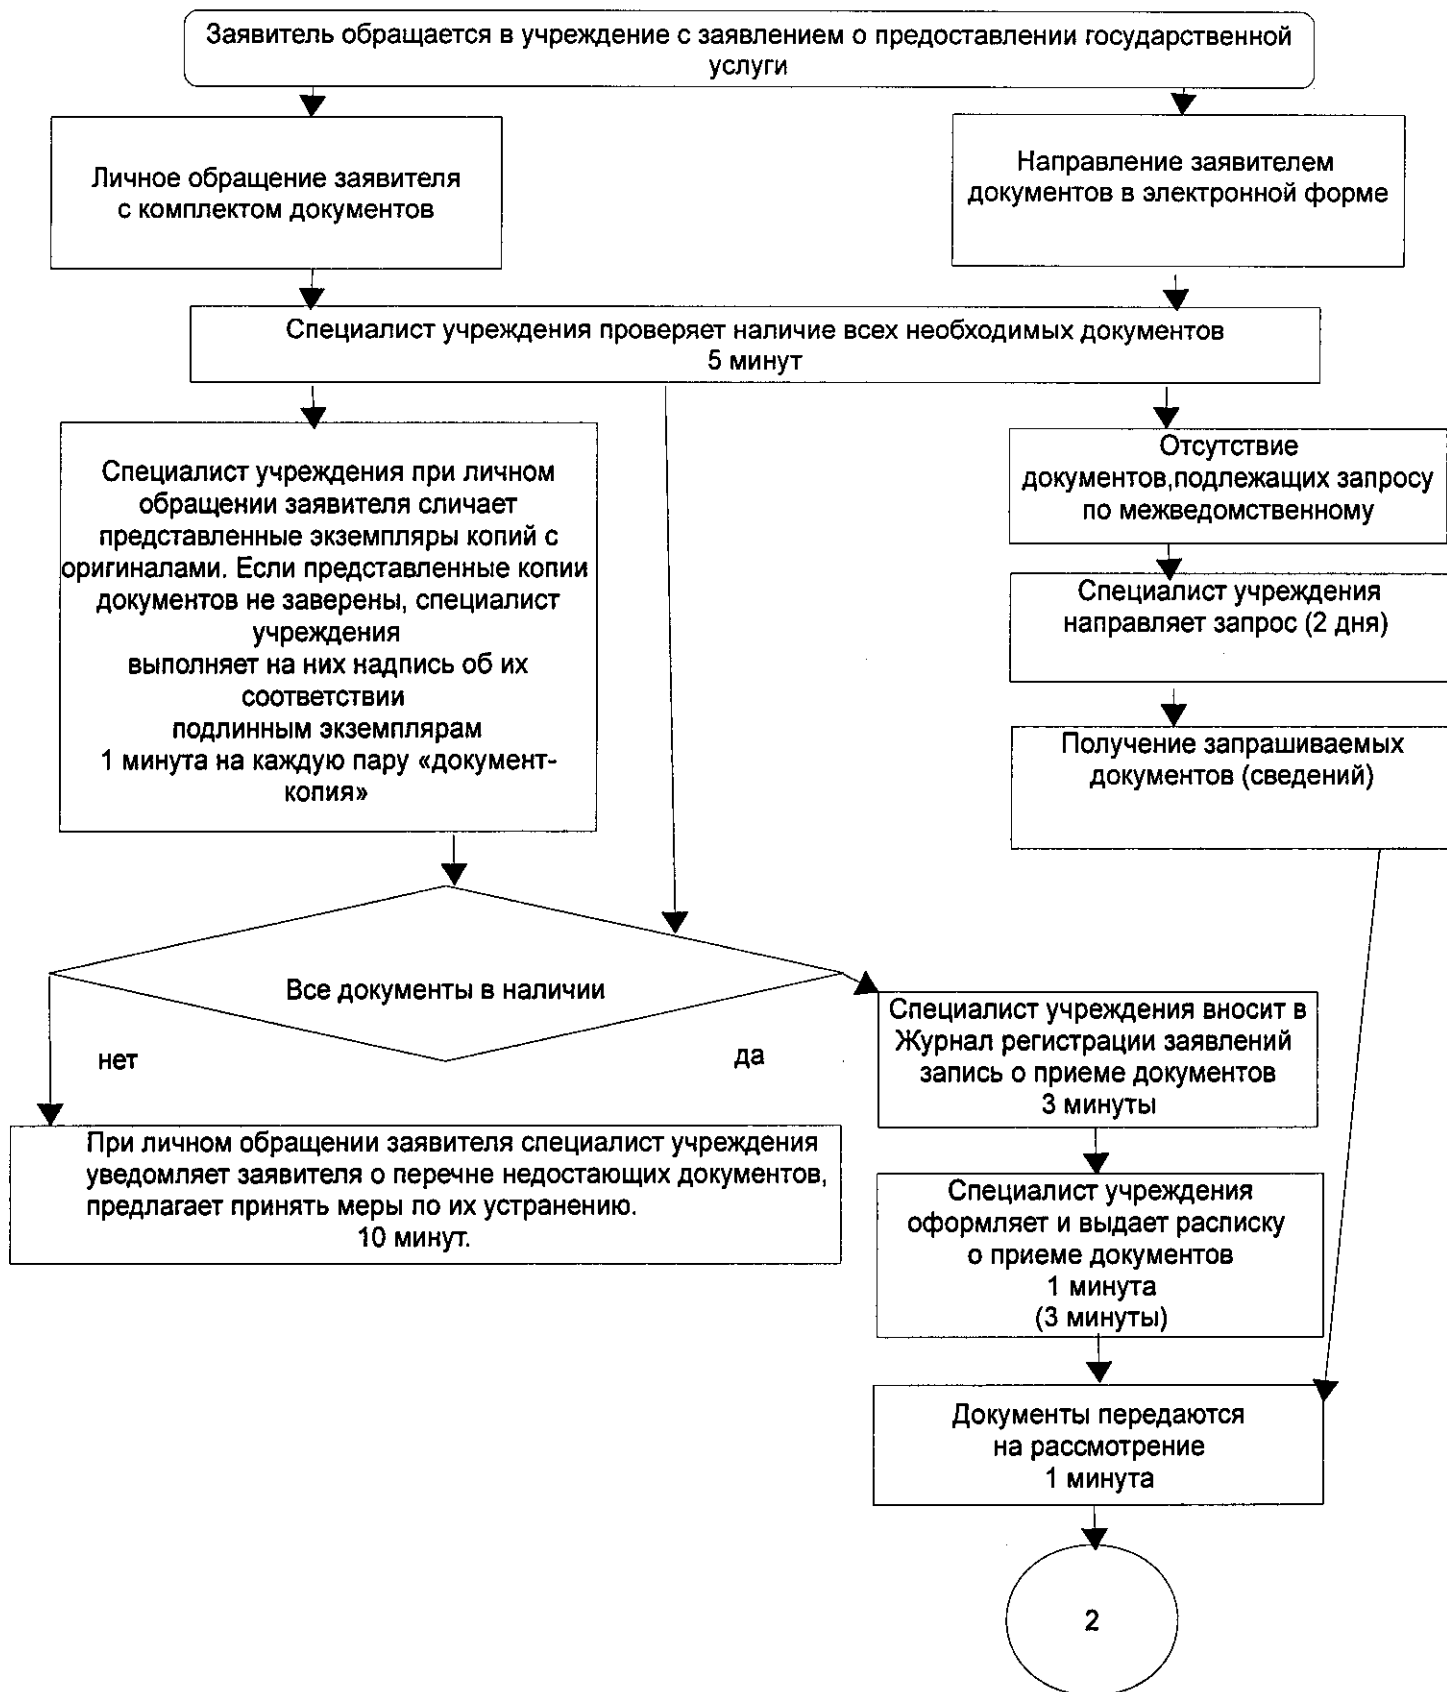 Заявитель обращается в учреждение с заявлением о предоставлении государственной
услуги
Личное обращение заявителя
с комплектом документов
Направление заявителем
документов в электронной форме
Специалист учреждения проверяет наличие всех необходимых документов
5 минут
Специалист учреждения при личном
обращении заявителя сличает
представленные экземпляры копий с
оригиналами. Если представленные копии
документов не заверены, специалист
учреждения
выполняет на них надпись об их
соответствии
подлинным экземплярам
1 минута на каждую пару «документ-
копия»
Отсутствие
документов,подлежащих запросу
по межведомственному
Специалист учреждения
направляет запрос (2 дня)
Получение запрашиваемых
документов (сведений)
Все документы в наличии
нет
да
Специалист учреждения вносит в
Журнал регистрации заявлений
запись о приеме документов
3 минуты
При личном обращении заявителя специалист учреждения
уведомляет заявителя о перечне недостающих документов,
предлагает принять меры по их устранению.
10 минут.
Специалист учреждения
оформляет и выдает расписку
о приеме документов
1 минута
(3 минуты)
Документы передаются
на рассмотрение
1 минута
2